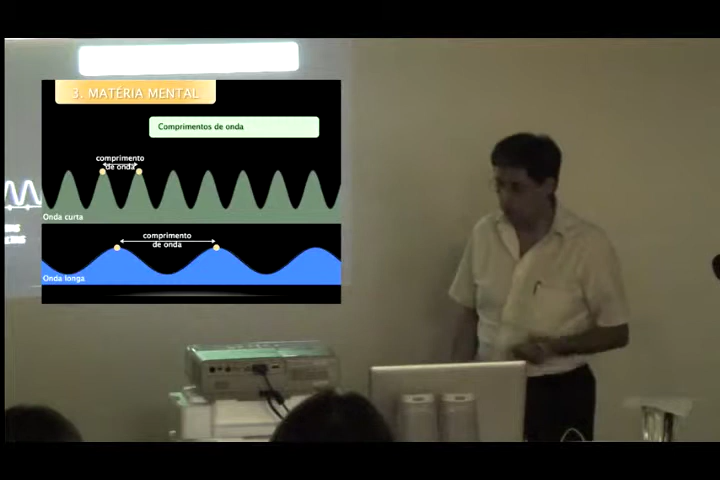 3. MATÉRIA MENTAL
Comprimentos de onda
comprimento
de onda
Onda curta
comprimento
de onda
Onda longa